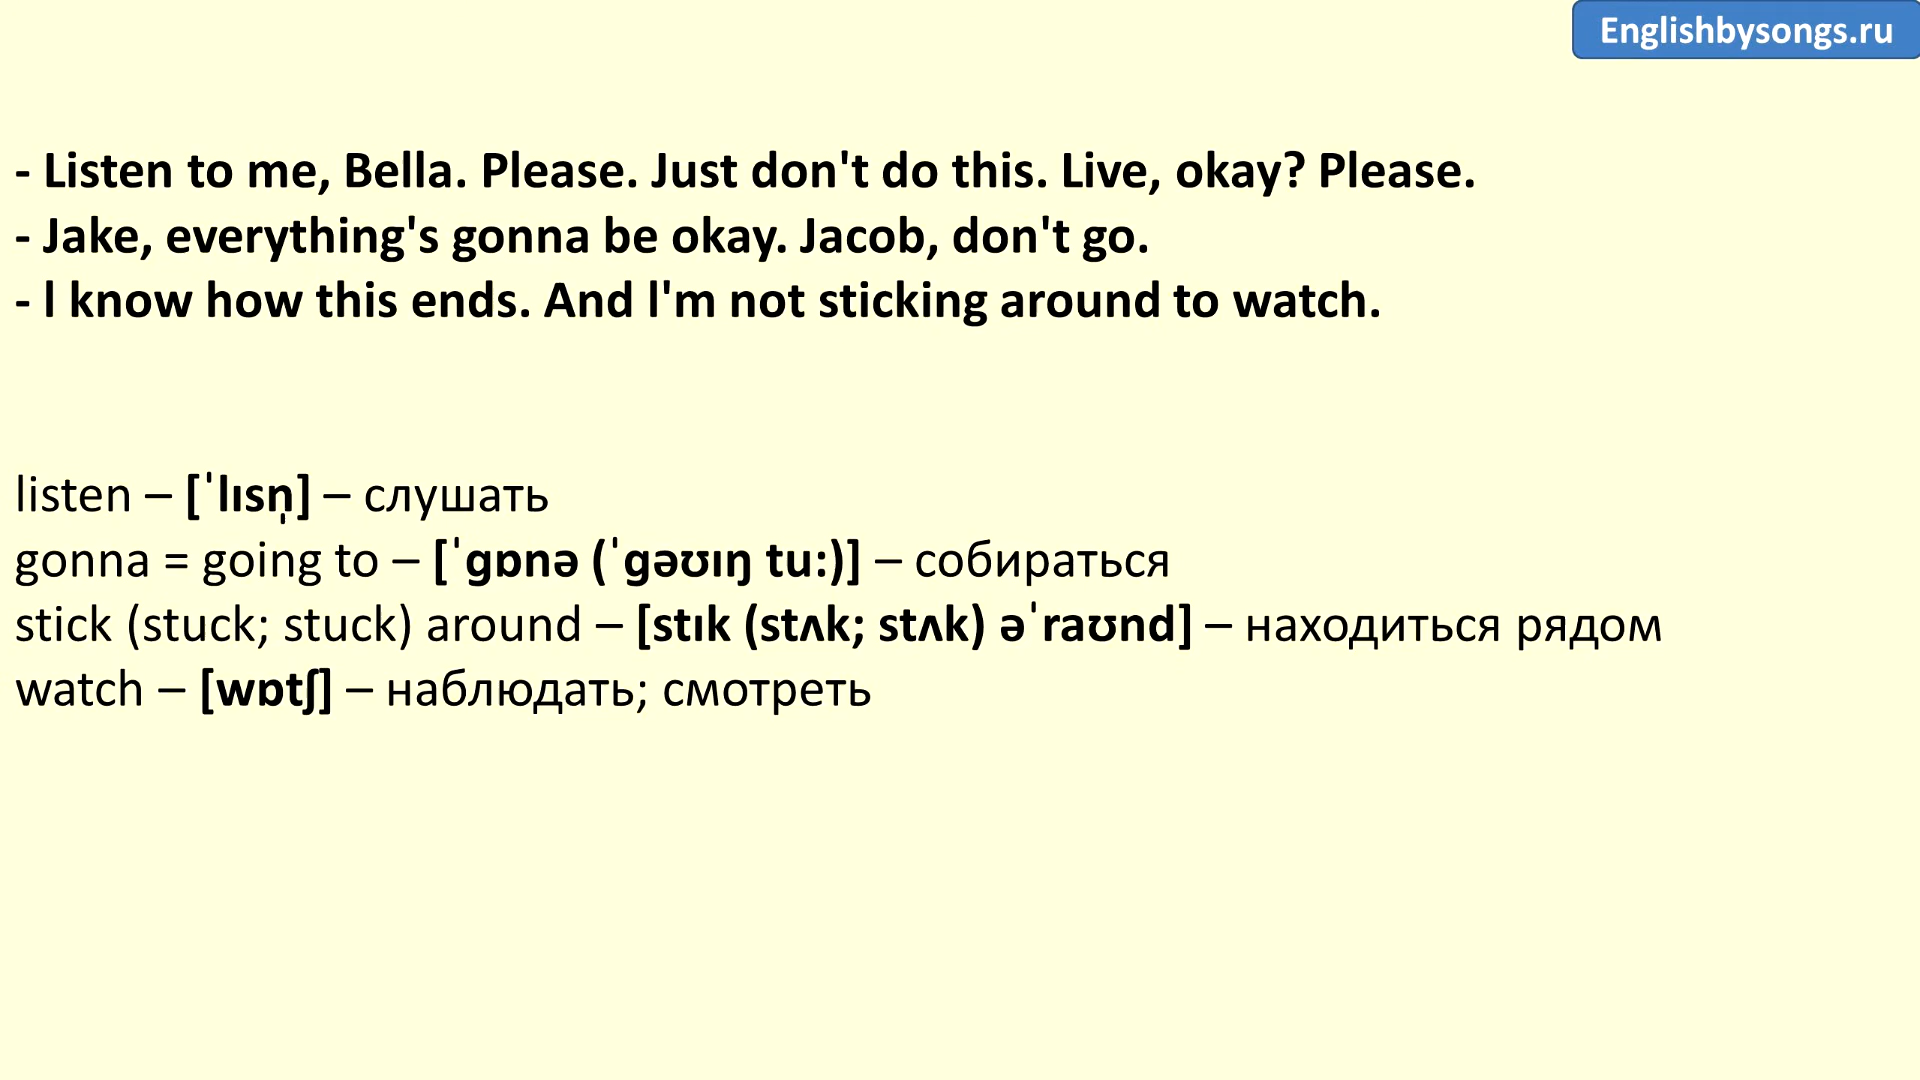 Englishbysongs.ru
- Listen to me, Bella. Please. Just don't do this. Live, okay? Please.
- Jake, everything's gonna be okay. Jacob, don't go.
- l know how this ends. And l'm not sticking around to watch.
listen – [ˈlɪsn̩] – слушать
gonna = going to – [ˈɡɒnə (ˈɡəʊɪŋ tuː)] – собираться
stick (stuck; stuck) around – [stɪk (stʌk; stʌk) əˈraʊnd] – находиться рядом
watch – [wɒtʃ] – наблюдать; смотреть